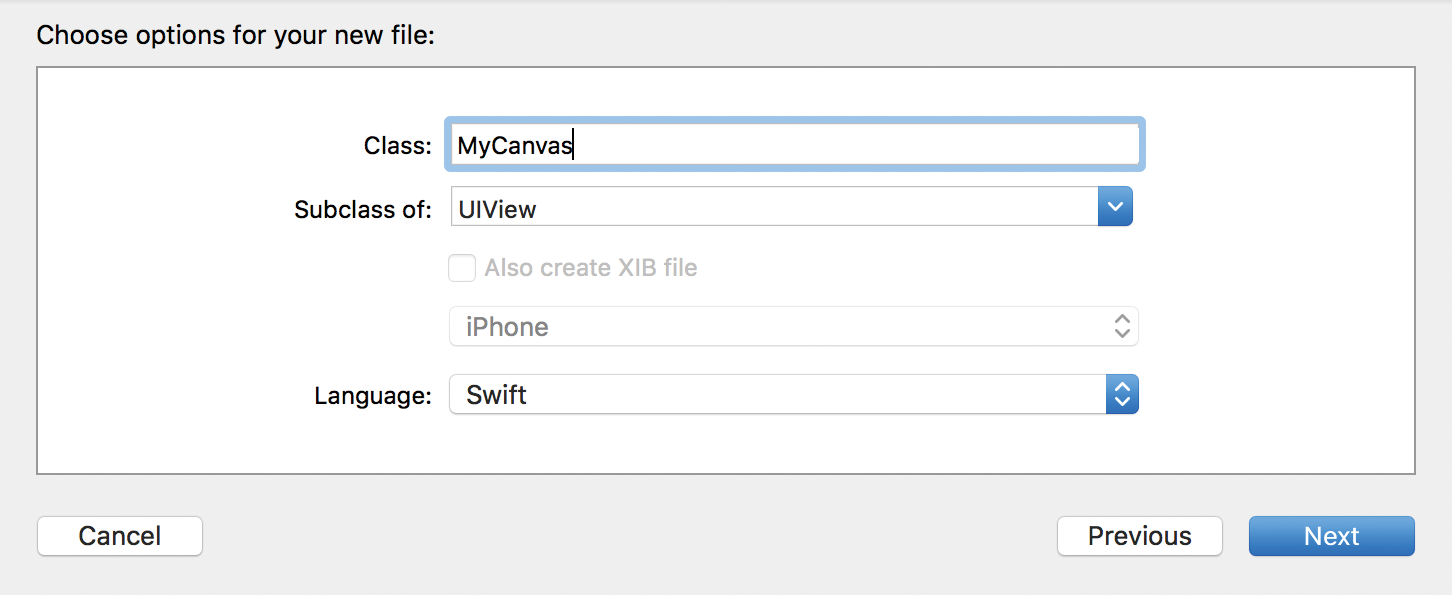 Choose options for your new file:
Class: MyCanvas
Subclass of: UIView
Also create XIB file
iPhone
Language: Swift
Cancel Previous Next